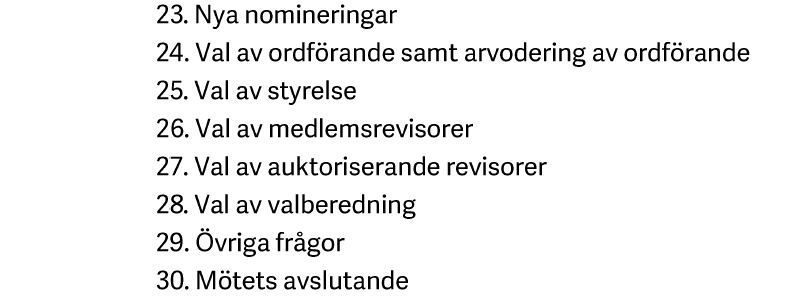 23. Nya nomineringar
24. Val av ordförande samt arvodering av ordförande
25. Val av styrelse
26. Val av medlemsrevisorer
27. Val av auktoriserande revisorer
28. Val av valberedning
29. Övriga frågor
30. Mötets avslutande